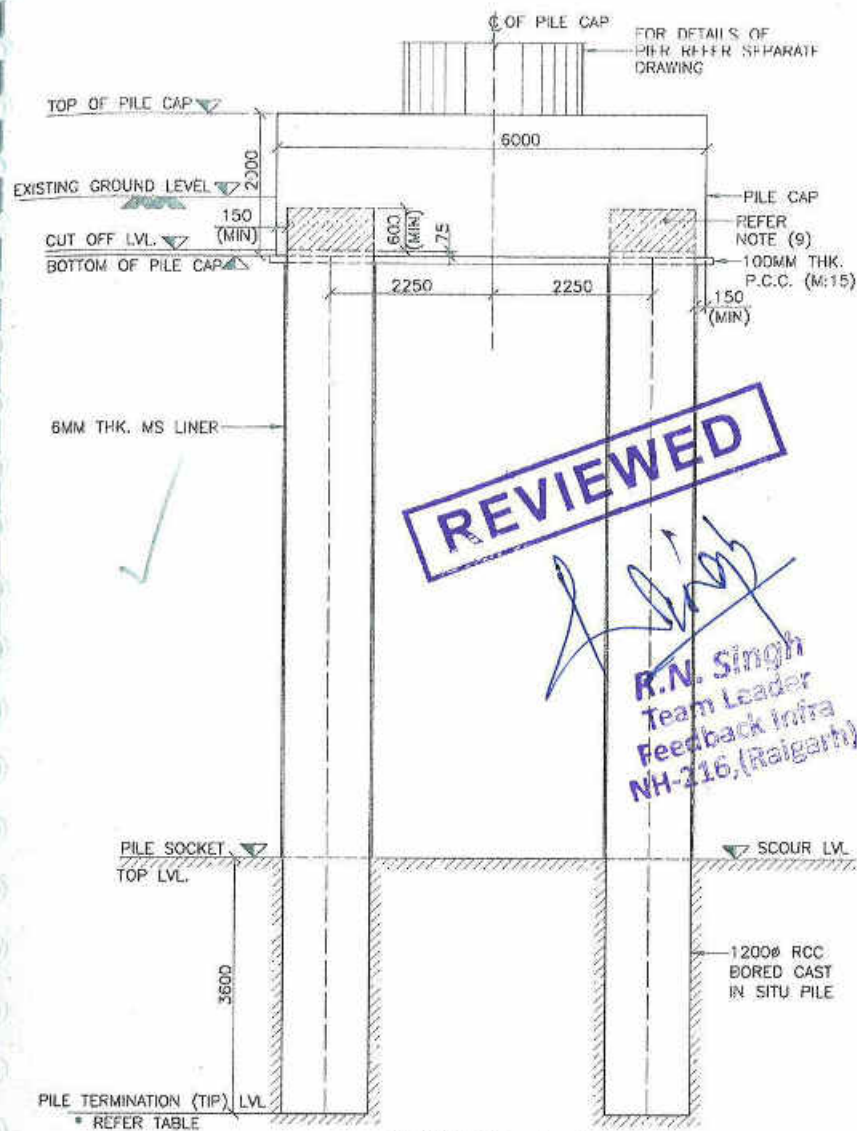 ℄ OF PILE CAP
FOR DETAILS OF
PIER REFER SEPARATE
DRAWING
TOP OF PILE CAP
6000
2000
EXISTING GROUND LEVEL
PILE CAP
150
(MIN)
600
(MIN)
75
REFER
NOTE (9)
CUT OFF LVL.
BOTTOM OF PILE CAP
100MM THK.
P.C.C. (M:15)
2250
2250
150
(MIN)
6MM THK. MS LINER
REVIEWED
R.N. Singh
Team Leader
Feedback Infra
NH-216,(Raigarh)
PILE SOCKET
TOP LVL.
SCOUR LVL
3600
1200ø RCC
BORED CAST
IN SITU PILE
PILE TERMINATION (TIP) LVL
* REFER TABLE